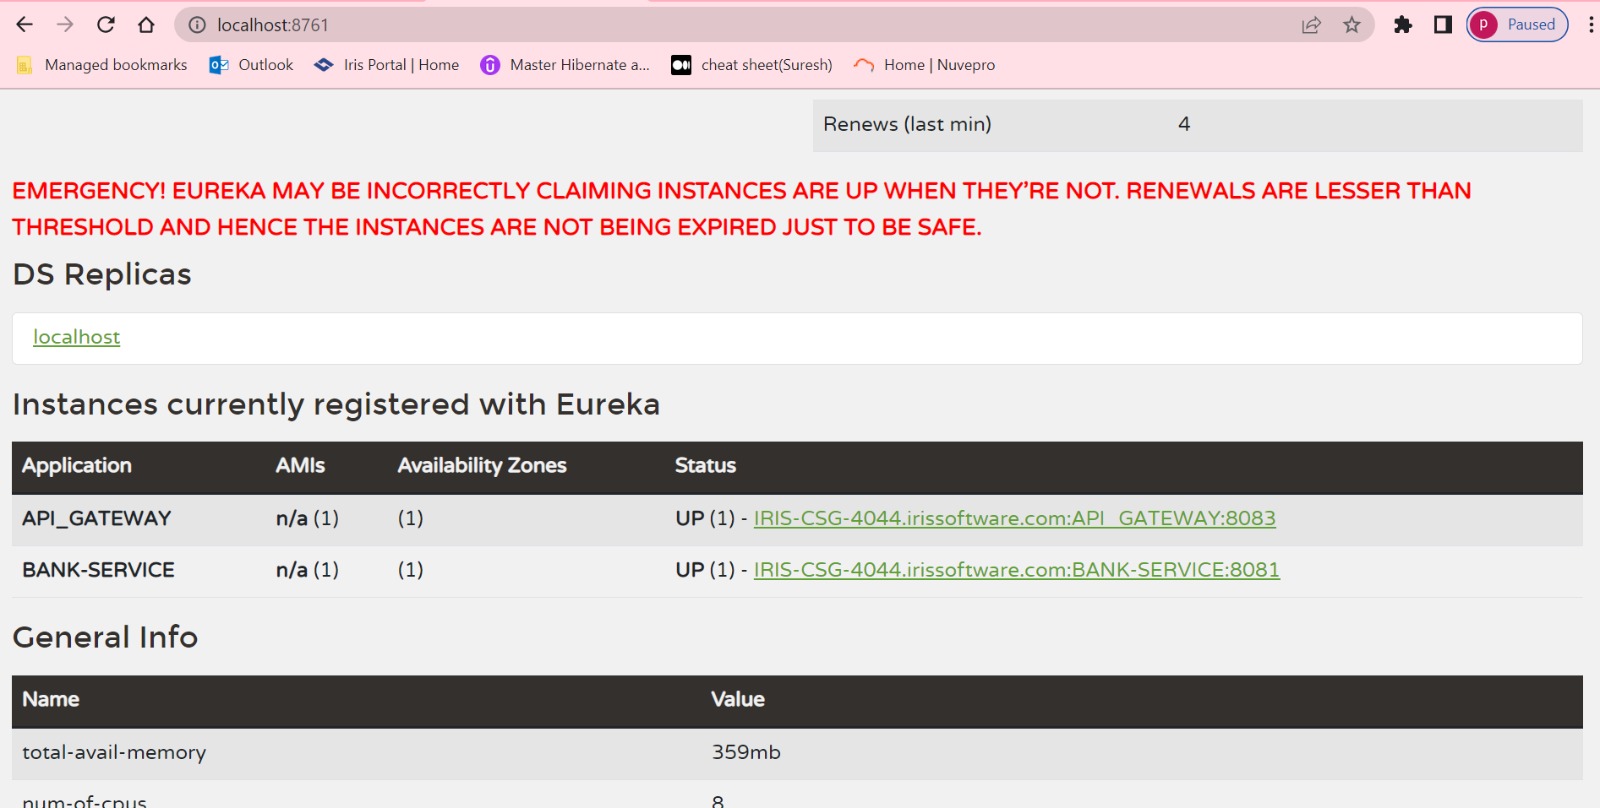 localhost:8761
p Paused
Managed bookmarks Outlook Iris Portal | Home Master Hibernate a... cheat sheet(Suresh) Home | Nuvepro
Renews (last min) 4
EMERGENCY! EUREKA MAY BE INCORRECTLY CLAIMING INSTANCES ARE UP WHEN THEY'RE NOT. RENEWALS ARE LESSER THAN
THRESHOLD AND HENCE THE INSTANCES ARE NOT BEING EXPIRED JUST TO BE SAFE.
DS Replicas
localhost
Instances currently registered with Eureka
Application AMIs Availability Zones Status
API_GATEWAY n/a (1) (1) UP (1) - IRIS-CSG-4044.irissoftware.com:API_GATEWAY:8083
BANK-SERVICE n/a (1) (1) UP (1) - IRIS-CSG-4044.irissoftware.com:BANK-SERVICE:8081
General Info
Name Value
total-avail-memory 359mb
num-of-cpus 8